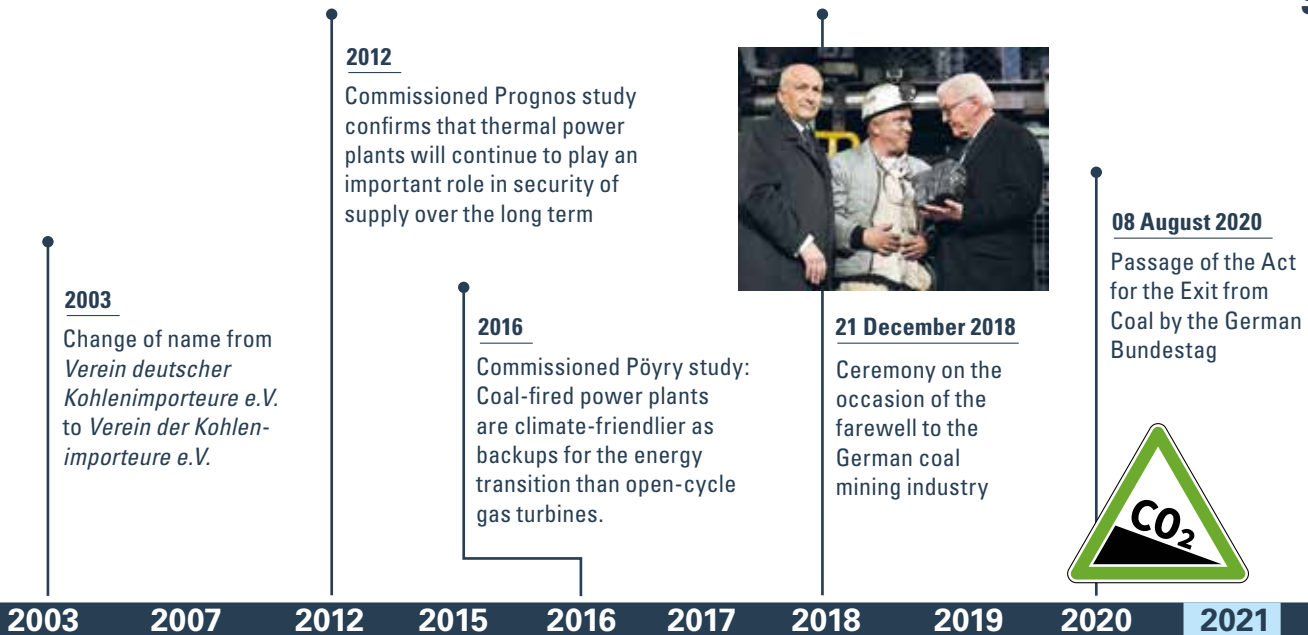 2003
Change of name from
Verein deutscher
Kohlenimporteure e.V.
to Verein der Kohlen-
importeure e.V.
2012
Commissioned Prognos study
confirms that thermal power
plants will continue to play an
important role in security of
supply over the long term
2016
Commissioned Pöyry study:
Coal-fired power plants
are climate-friendlier as
backups for the energy
transition than open-cycle
gas turbines.
21 December 2018
Ceremony on the
occasion of the
farewell to the
German coal
mining industry
08 August 2020
Passage of the Act
for the Exit from
Coal by the German
Bundestag
CO₂
2003 2007 2012 2015 2016 2017 2018 2019 2020 2021